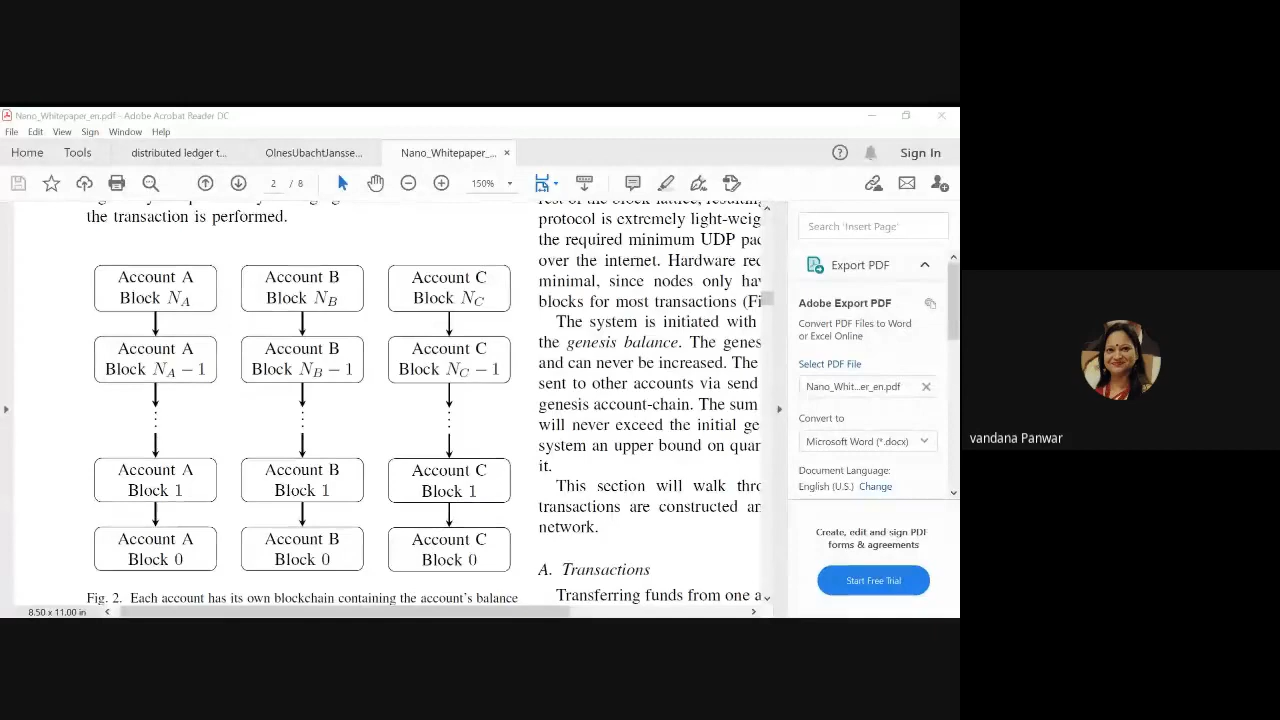 Nano_Whitepaper_en.pdf - Adobe Acrobat Reader DC
File Edit View Sign Window Help
Home Tools distributed ledger t... OlnesUbachtJansse... Nano_Whitepaper_... × Sign In
2 / 8 150%
the transaction is performed.
Account A
Block N_A
Account B
Block N_B
Account C
Block N_C
Account A
Block N_A − 1
Account B
Block N_B − 1
Account C
Block N_C − 1
Account A
Block 1
Account B
Block 1
Account C
Block 1
Account A
Block 0
Account B
Block 0
Account C
Block 0
Fig. 2. Each account has its own blockchain containing the account's balance
rest of the block lattice, resulting
protocol is extremely light-weig
the required minimum UDP pac
over the internet. Hardware rec
minimal, since nodes only hav
blocks for most transactions (Fi
The system is initiated with
the genesis balance. The genes
and can never be increased. The
sent to other accounts via send
genesis account-chain. The sum
will never exceed the initial ge
system an upper bound on quan
it.
This section will walk thro
transactions are constructed an
network.
A. Transactions
Transferring funds from one a
8.50 x 11.00 in
Search 'Insert Page'
Export PDF
Adobe Export PDF
Convert PDF Files to Word
or Excel Online
Select PDF File
Nano_Whit...er_en.pdf
Convert to
Microsoft Word (*.docx)
Document Language:
English (U.S.) Change
Create, edit and sign PDF
forms & agreements
Start Free Trial
vandana Panwar